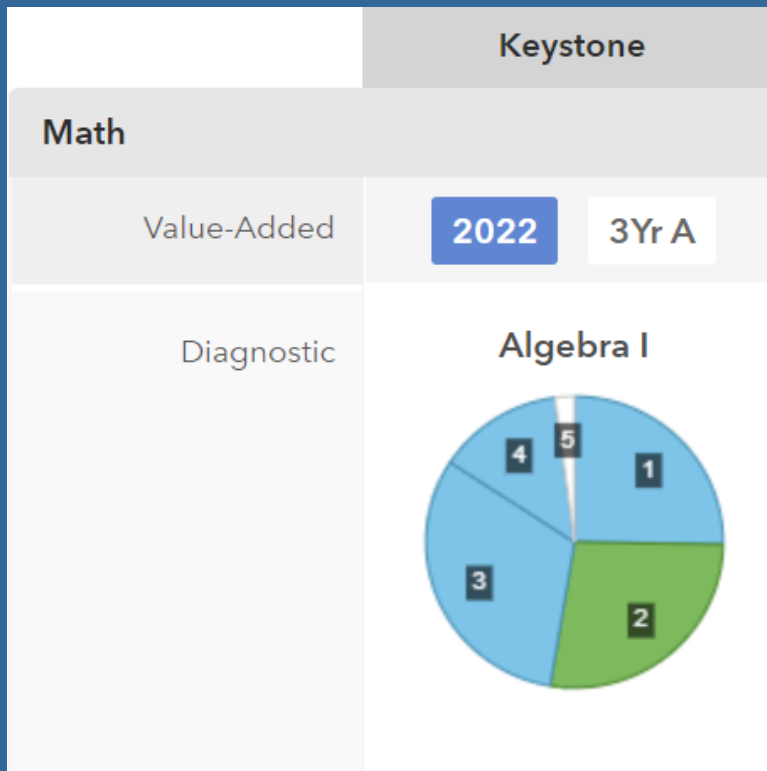 Keystone
Math
Value-Added 2022 3Yr A
Diagnostic Algebra I
4 5 1
3 2